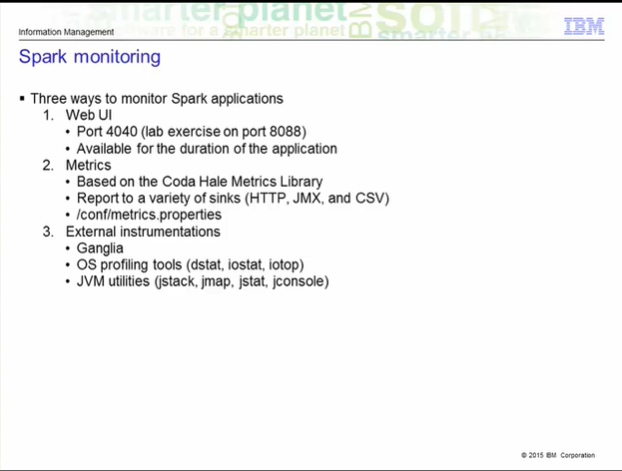 smarter planet
Information Management
IBM
Spark monitoring
▪ Three ways to monitor Spark applications
1. Web UI
• Port 4040 (lab exercise on port 8088)
• Available for the duration of the application
2. Metrics
• Based on the Coda Hale Metrics Library
• Report to a variety of sinks (HTTP, JMX, and CSV)
• /conf/metrics.properties
3. External instrumentations
• Ganglia
• OS profiling tools (dstat, iostat, iotop)
• JVM utilities (jstack, jmap, jstat, jconsole)
© 2015 IBM Corporation